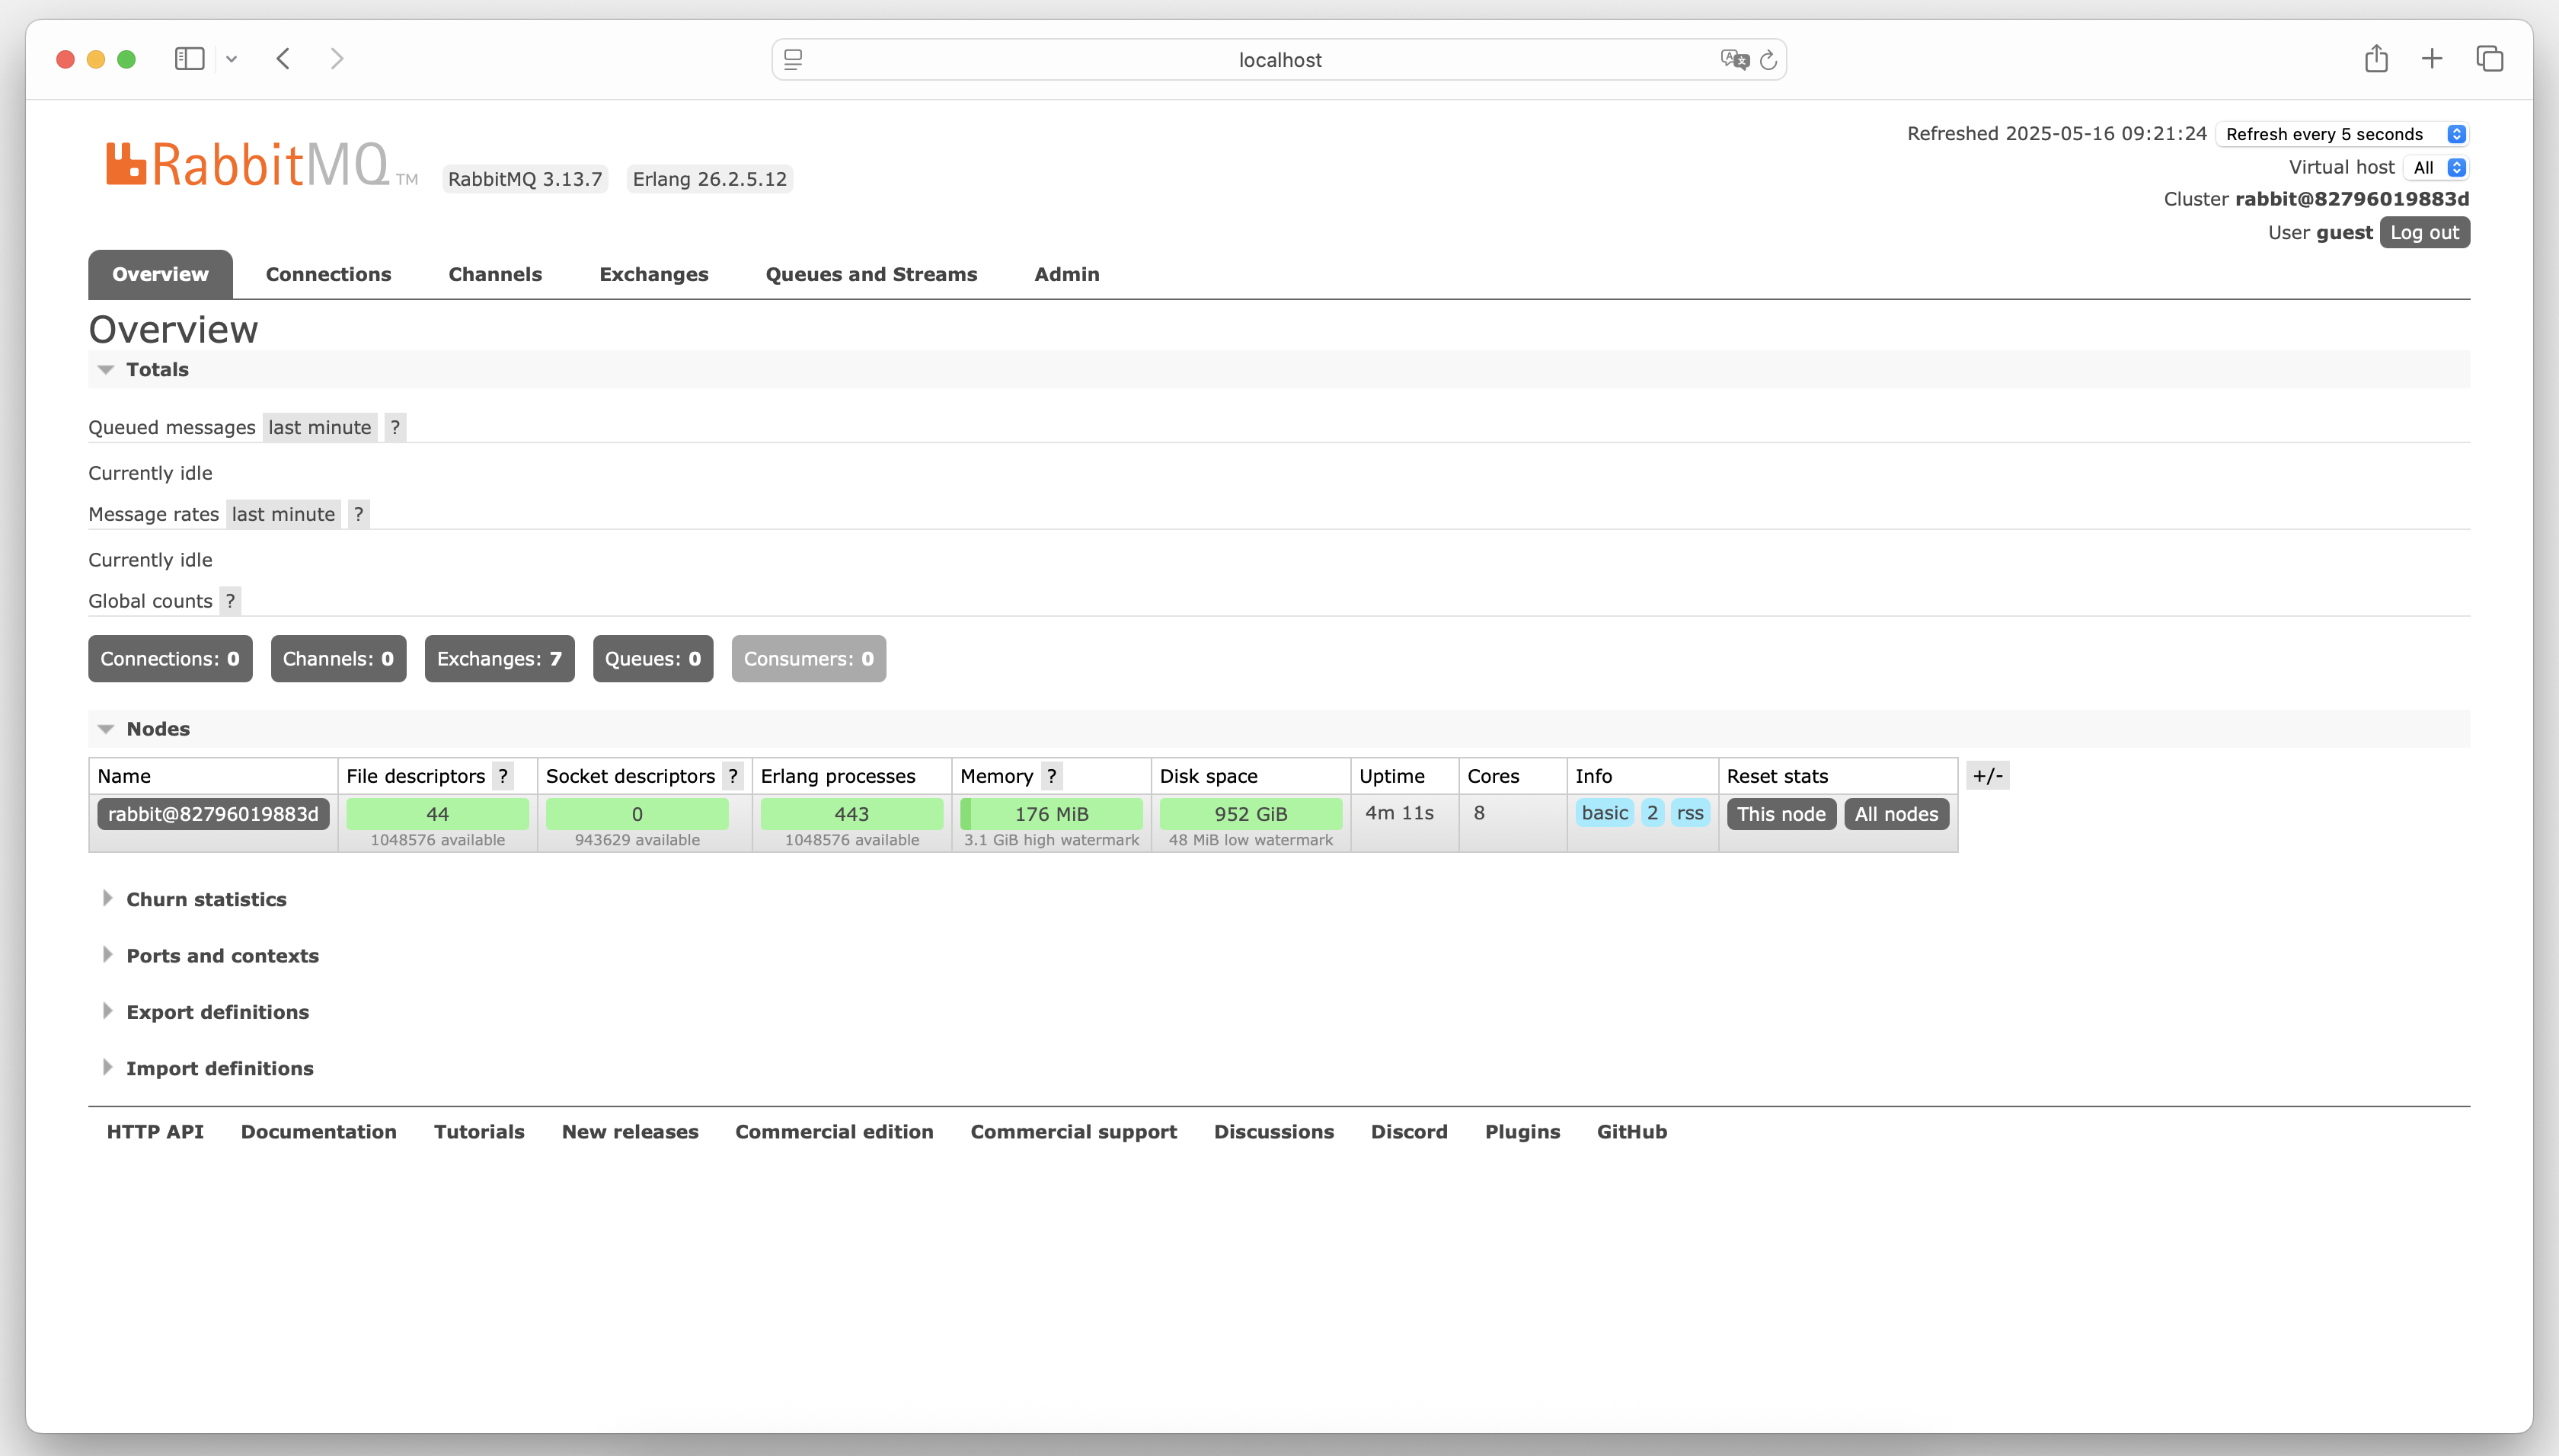 localhost
Refreshed 2025-05-16 09:21:24 Refresh every 5 seconds
Virtual host All
Cluster rabbit@82796019883d
User guest Log out
RabbitMQ TM RabbitMQ 3.13.7 Erlang 26.2.5.12
Overview Connections Channels Exchanges Queues and Streams Admin
Overview
Totals
Queued messages last minute ?
Currently idle
Message rates last minute ?
Currently idle
Global counts ?
Connections: 0 Channels: 0 Exchanges: 7 Queues: 0 Consumers: 0
Nodes
Name File descriptors ? Socket descriptors ? Erlang processes Memory ? Disk space Uptime Cores Info Reset stats +/-
rabbit@82796019883d 44 0 443 176 MiB 952 GiB 4m 11s 8 basic 2 rss This node All nodes
1048576 available 943629 available 1048576 available 3.1 GiB high watermark 48 MiB low watermark
Churn statistics
Ports and contexts
Export definitions
Import definitions
HTTP API Documentation Tutorials New releases Commercial edition Commercial support Discussions Discord Plugins GitHub